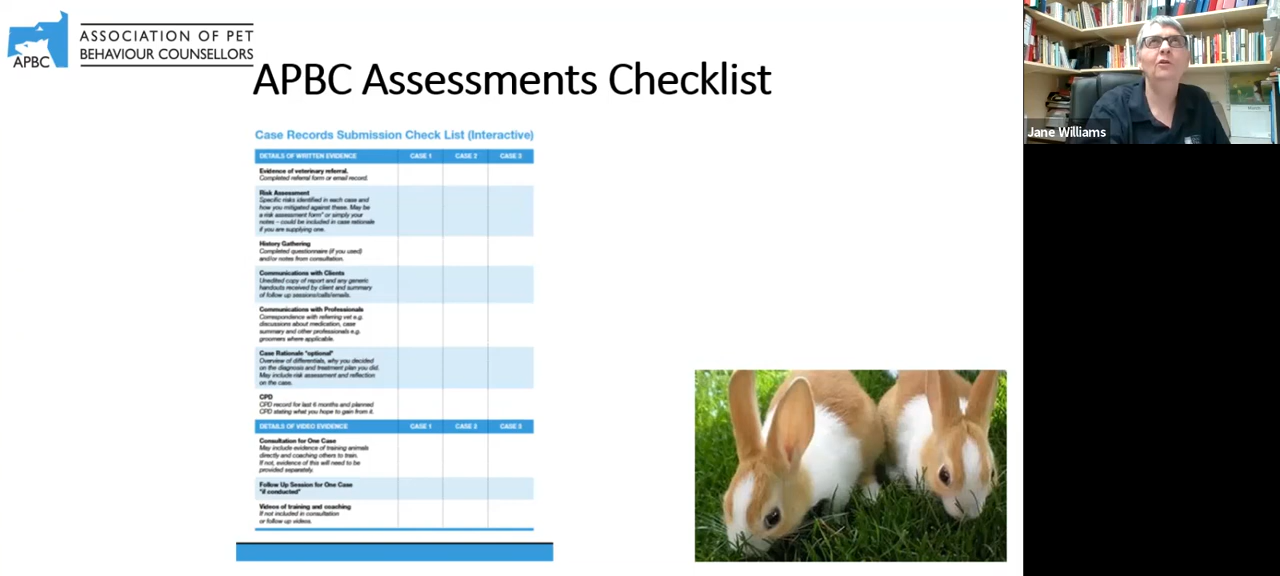 ASSOCIATION OF PET
BEHAVIOUR COUNSELLORS
APBC
APBC Assessments Checklist
Case Records Submission Check List (Interactive)
DETAILS OF WRITTEN EVIDENCE CASE 1 CASE 2 CASE 3
Evidence of veterinary referral.
Completed referral form or email record.
Risk Assessment
Specific risks identified in each case and
how you mitigated against these. May be
a risk assessment form* or simply your
notes – could be included in case rationale
if you are supplying one.
History Gathering
Completed questionnaire (if you used)
and/or notes from consultation.
Communications with Clients
Unedited copy of report and any generic
handouts received by client and summary
of follow up sessions/calls/emails.
Communications with Professionals
Correspondence with referring vet e.g.
discussions about medication, case
summary and other professionals e.g.
groomers where applicable.
Case Rationale "optional"
Overview of differentials, why you decided
on the diagnosis and treatment plan you did.
May include risk assessment and reflection
on the case.
CPD
CPD record for last 6 months and planned
CPD stating what you hope to gain from it.
DETAILS OF VIDEO EVIDENCE CASE 1 CASE 2 CASE 3
Consultation for One Case
May include evidence of training animals
directly and coaching others to train.
If not, evidence of this will need to be
provided separately.
Follow Up Session for One Case
"if conducted"
Videos of training and coaching
If not included in consultation
or follow up videos.
Jane Williams